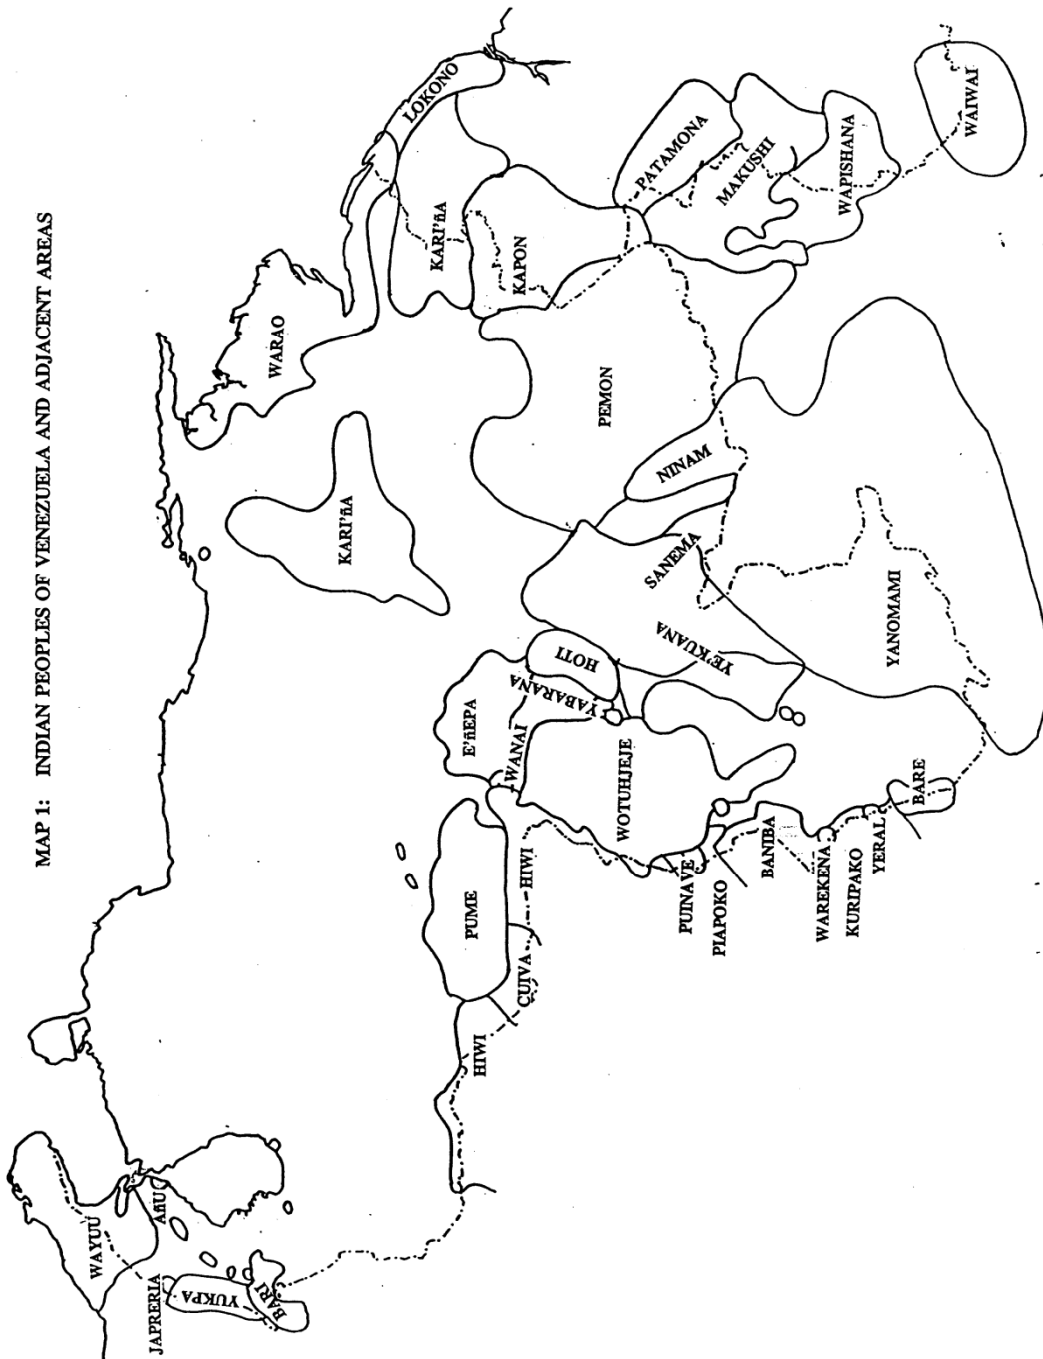 MAP 1: INDIAN PEOPLES OF VENEZUELA AND ADJACENT AREAS
WAYUU
AñU
JAPRERIA
YUKPA
BARI
HIWI
CUIVA
HIWI
PUME
E'ñEPA
WANAI
YABARANA
HOTI
WOTUHJEJE
PUINAVE
PIAPOKO
BANIBA
WAREKENA
KURIPAKO
YERAL
BARE
YE'KUANA
SANEMA
YANOMAMI
NINAM
PEMON
KARI'ñA
WARAO
LOKONO
KARI'ñA
KAPON
PATAMONA
MAKUSHI
WAPISHANA
WAIWAI